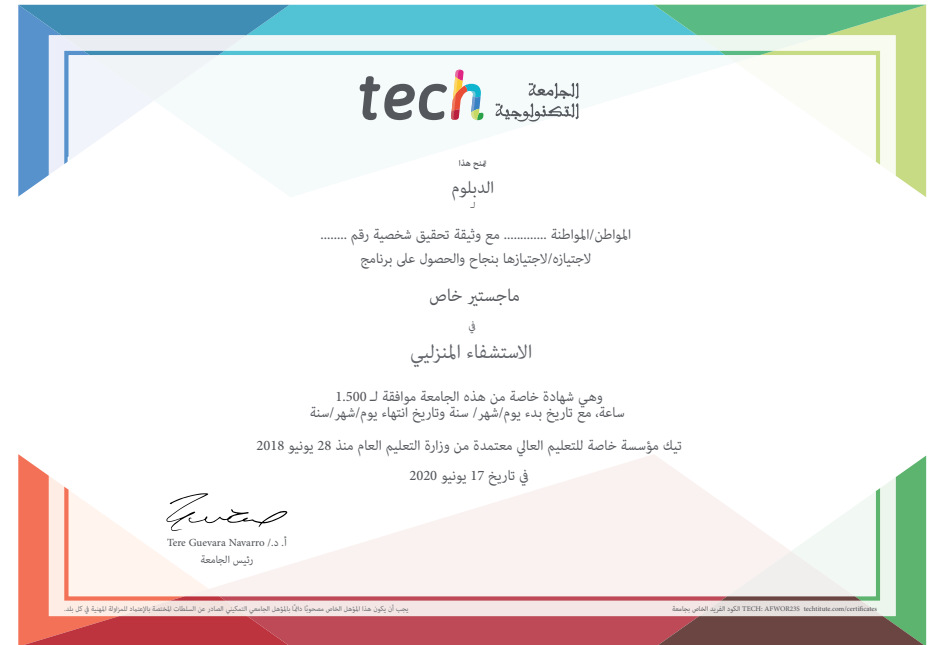 tech الجامعة
التكنولوجية
يمنح هذا
الدبلوم
لـ
المواطن/المواطنة ............. مع وثيقة تحقيق شخصية رقم ........
لاجتيازه/لاجتيازها بنجاح والحصول على برنامج
ماجستير خاص
في
الاستشفاء المنزليي
وهي شهادة خاصة من هذه الجامعة موافقة لـ 1.500
ساعة، مع تاريخ بدء يوم/شهر/ سنة وتاريخ انتهاء يوم/شهر/سنة
تيك مؤسسة خاصة للتعليم العالي معتمدة من وزارة التعليم العام منذ 28 يونيو 2018
في تاريخ 17 يونيو 2020
أ. د./ Tere Guevara Navarro
رئيس الجامعة
يجب أن يكون هذا المؤهل الخاص مصحوبًا دائمًا بالمؤهل الجامعي التمكيني الصادر عن السلطات المختصة بالإعتماد للمزاولة المهنية في كل بلد.
الكود الفريد الخاص بجامعة TECH: AFWOR23S techtitute.com/certificates